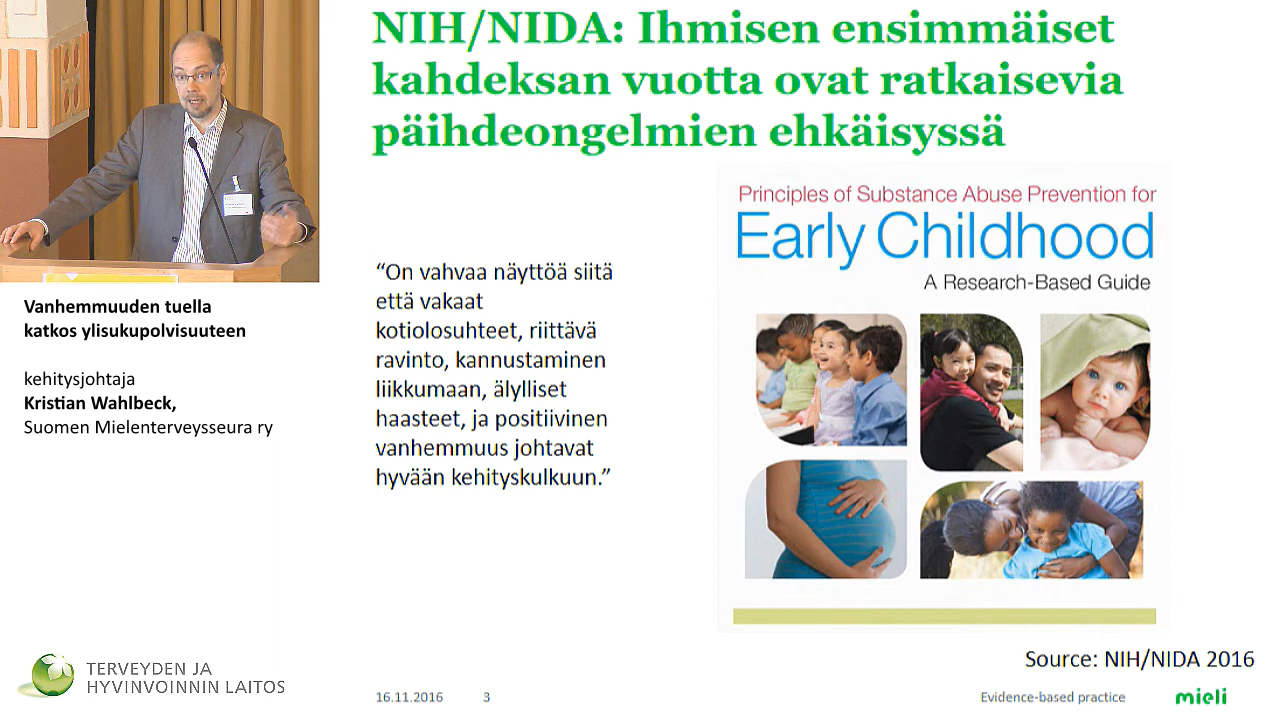 NIH/NIDA: Ihmisen ensimmäiset
kahdeksan vuotta ovat ratkaisevia
päihdeongelmien ehkäisyssä
Principles of Substance Abuse Prevention for
Early Childhood
A Research-Based Guide
“On vahvaa näyttöä siitä
että vakaat
kotiolosuhteet, riittävä
ravinto, kannustaminen
liikkumaan, älylliset
haasteet, ja positiivinen
vanhemmuus johtavat
hyvään kehityskulkuun.”
Vanhemmuuden tuella
katkos ylisukupolvisuuteen
kehitysjohtaja
Kristian Wahlbeck,
Suomen Mielenterveysseura ry
Source: NIH/NIDA 2016
TERVEYDEN JA
HYVINVOINNIN LAITOS
16.11.2016 3 Evidence-based practice mieli